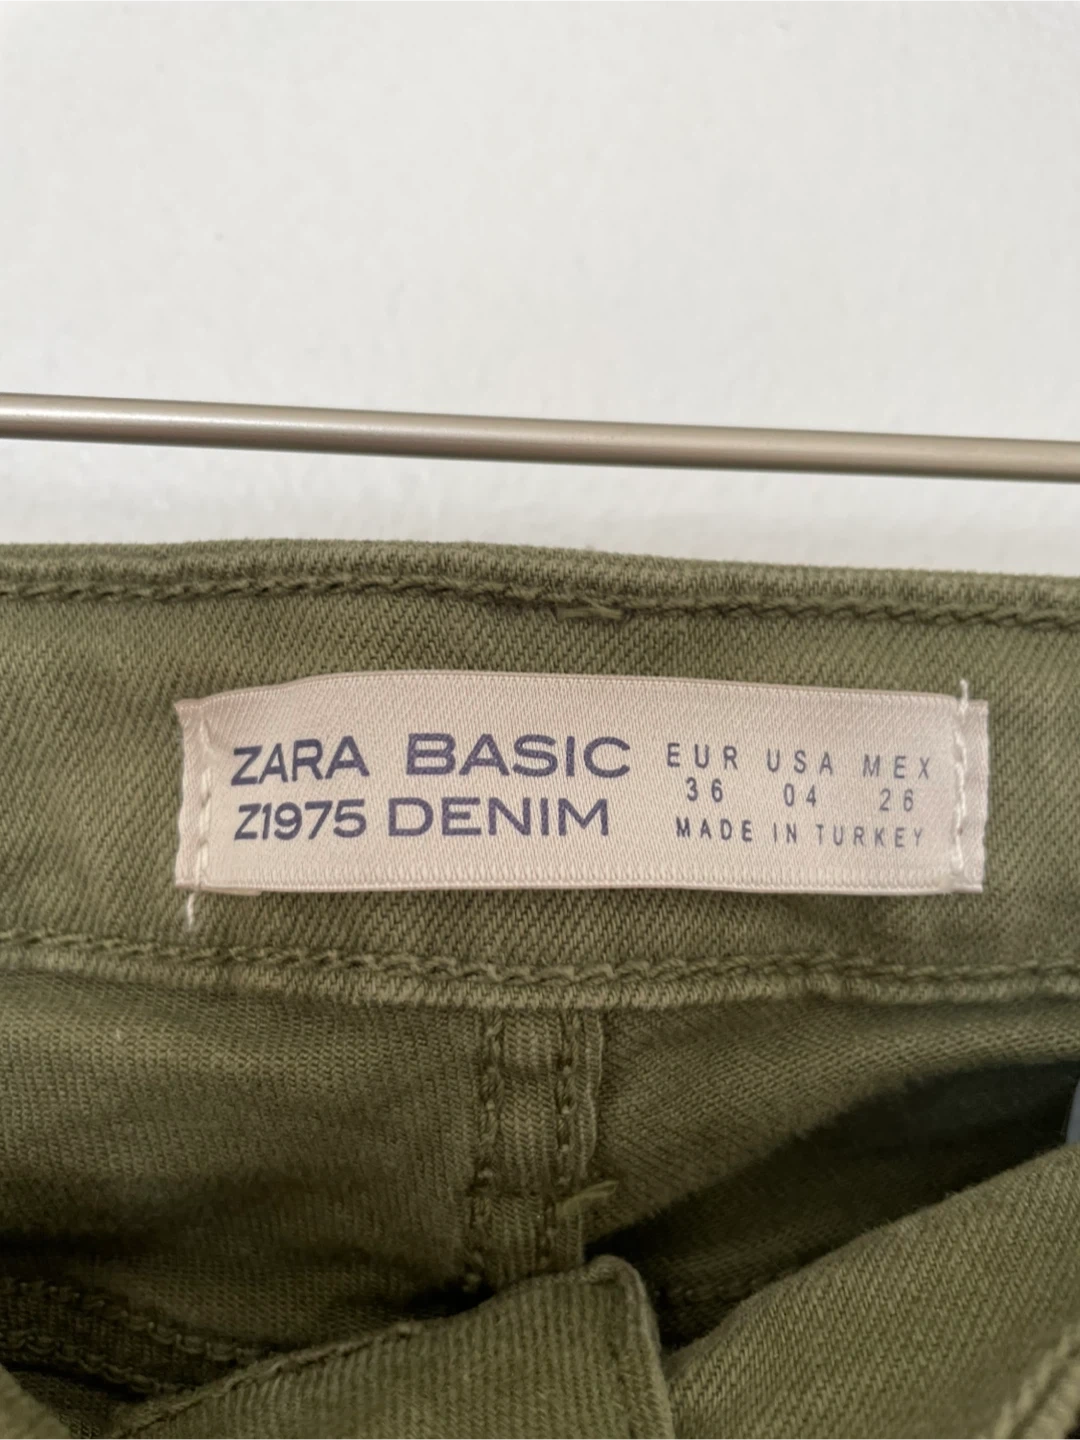 ZARA BASIC
Z1975 DENIM
EUR USA MEX
36 04 26
MADE IN TURKEY